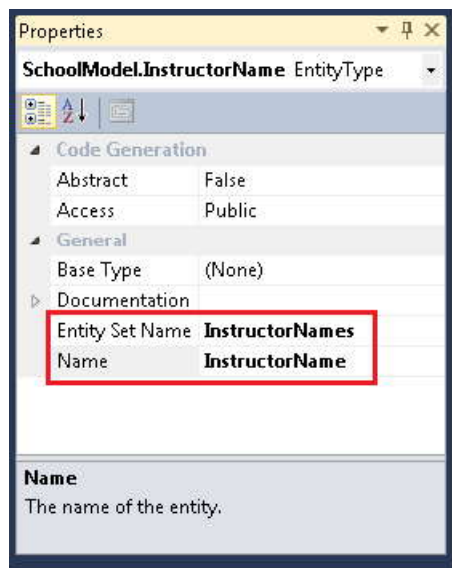 Properties
SchoolModel.InstructorName EntityType
Code Generation
Abstract False
Access Public
General
Base Type (None)
Documentation
Entity Set Name InstructorNames
Name InstructorName
Name
The name of the entity.